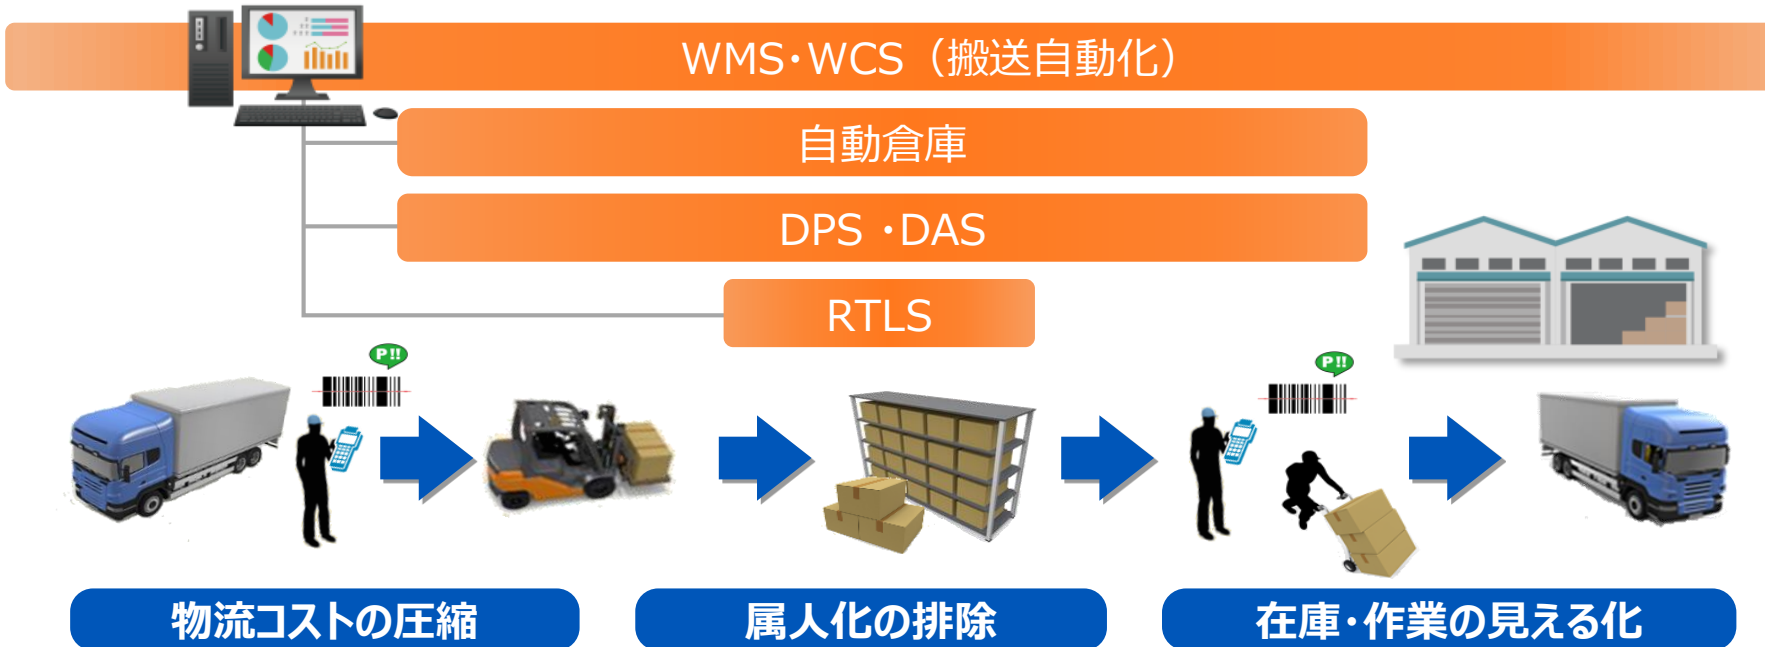 WMS・WCS（搬送自動化）
自動倉庫
DPS ・DAS
RTLS
P!!
P!!
物流コストの圧縮
属人化の排除
在庫・作業の見える化